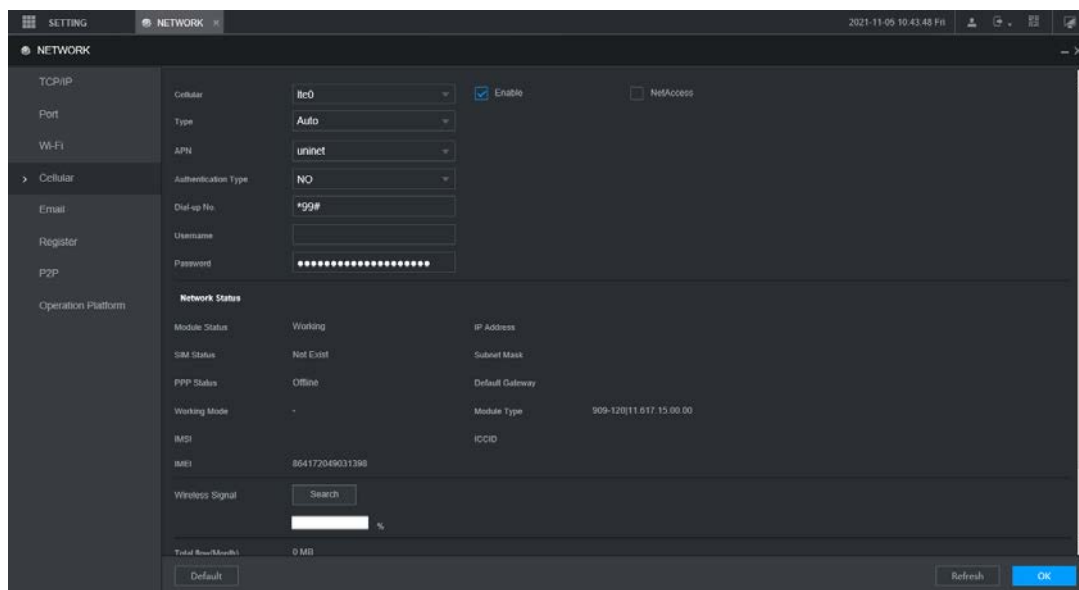 SETTING NETWORK × 2021-11-05 10:43:48 Fri
NETWORK
TCP/IP
Port
Wi-Fi
Cellular
Email
Register
P2P
Operation Platform
Cellular lte0 Enable NetAccess
Type Auto
APN uninet
Authentication Type NO
Dial-up No. *99#
Username
Password ••••••••••••••••••••
Network Status
Module Status Working IP Address
SIM Status Not Exist Subnet Mask
PPP Status Offline Default Gateway
Working Mode - Module Type 909-120|11.617.15.00.00
IMSI ICCID
IMEI 864172049031398
Wireless Signal Search
%
Total flow(Month) 0 MB
Default Refresh OK